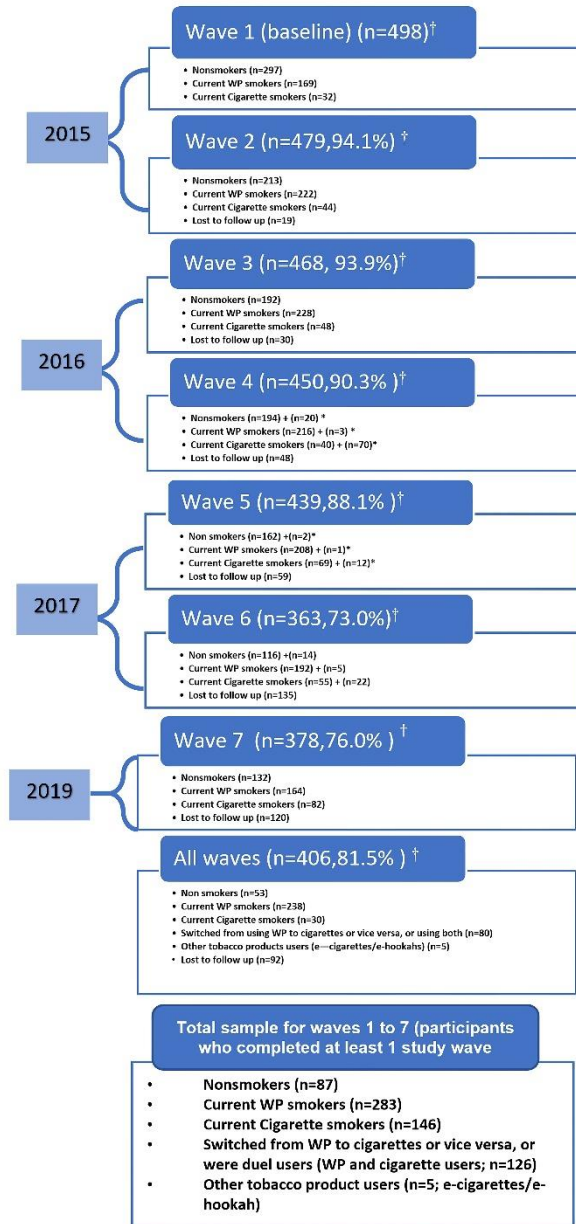 Wave 1 (baseline) (n=498)†
• Nonsmokers (n=297)
• Current WP smokers (n=169)
• Current Cigarette smokers (n=32)
2015
Wave 2 (n=479,94.1%) †
• Nonsmokers (n=213)
• Current WP smokers (n=222)
• Current Cigarette smokers (n=44)
• Lost to follow up (n=19)
Wave 3 (n=468, 93.9%)†
• Nonsmokers (n=192)
• Current WP smokers (n=228)
• Current Cigarette smokers (n=48)
• Lost to follow up (n=30)
2016
Wave 4 (n=450,90.3%) †
• Nonsmokers (n=194) + (n=20) *
• Current WP smokers (n=216) + (n=3) *
• Current Cigarette smokers (n=40) + (n=70)*
• Lost to follow up (n=48)
Wave 5 (n=439,88.1% )†
• Non smokers (n=162) +(n=2)*
• Current WP smokers (n=208) + (n=1)*
• Current Cigarette smokers (n=69) + (n=12)*
• Lost to follow up (n=59)
2017
Wave 6 (n=363,73.0%)†
• Non smokers (n=116) +(n=14)
• Current WP smokers (n=192) + (n=5)
• Current Cigarette smokers (n=55) + (n=22)
• Lost to follow up (n=135)
Wave 7 (n=378,76.0% ) †
2019
• Nonsmokers (n=132)
• Current WP smokers (n=164)
• Current Cigarette smokers (n=82)
• Lost to follow up (n=120)
All waves (n=406,81.5% ) †
• Non smokers (n=53)
• Current WP smokers (n=238)
• Current Cigarette smokers (n=30)
• Switched from using WP to cigarettes or vice versa, or using both (n=80)
• Other tobacco products users (e—cigarettes/e-hookahs) (n=5)
• Lost to follow up (n=92)
Total sample for waves 1 to 7 (participants
who completed at least 1 study wave
• Nonsmokers (n=87)
• Current WP smokers (n=283)
• Current Cigarette smokers (n=146)
• Switched from WP to cigarettes or vice versa, or
were duel users (WP and cigarette users; n=126)
• Other tobacco product users (n=5; e-cigarettes/e-
hookah)